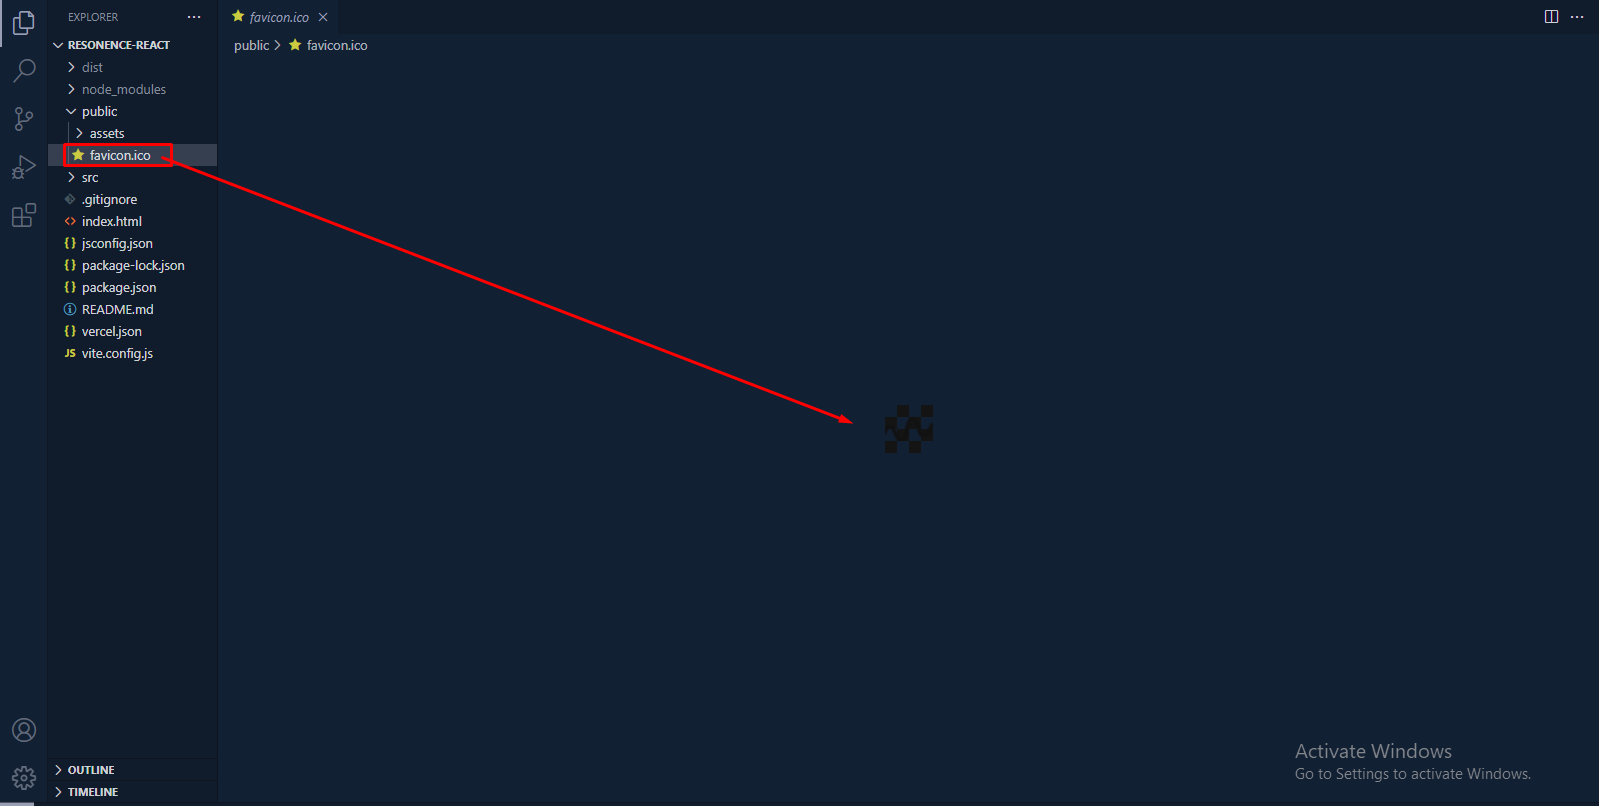 EXPLORER
favicon.ico
RESONENCE-REACT
public > favicon.ico
dist
node_modules
public
assets
favicon.ico
src
.gitignore
index.html
jsconfig.json
package-lock.json
package.json
README.md
vercel.json
JS vite.config.js
OUTLINE
TIMELINE
Activate Windows
Go to Settings to activate Windows.